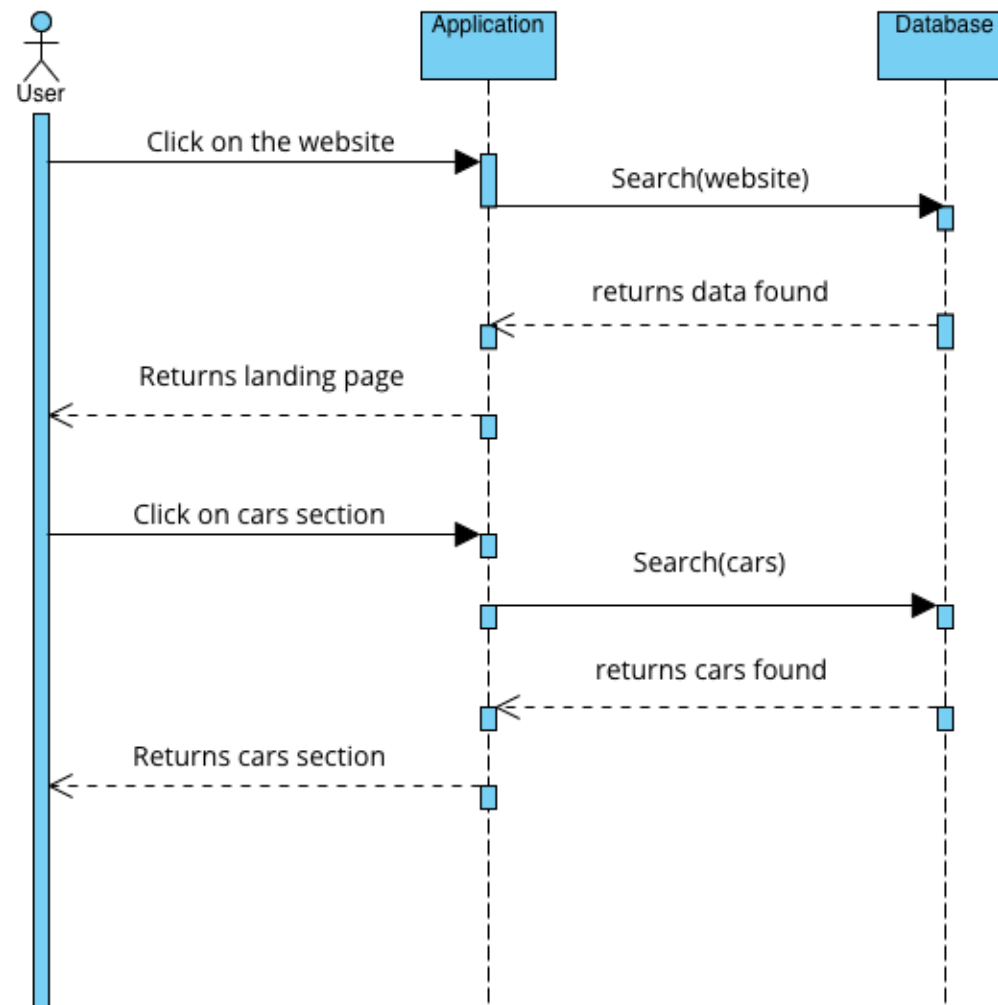 Application
Database
User
Click on the website
Search(website)
returns data found
Returns landing page
Click on cars section
Search(cars)
returns cars found
Returns cars section